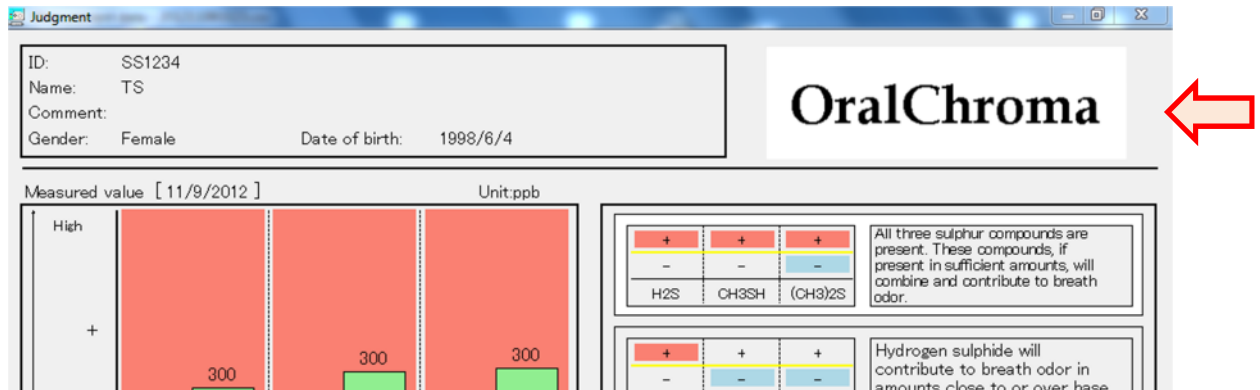 Judgment
ID: SS1234
Name: TS
Comment:
Gender: Female Date of birth: 1998/6/4
OralChroma
Measured value [ 11/9/2012 ] Unit:ppb
High
+
300
300
300
+ + +
- - -
H2S CH3SH (CH3)2S
All three sulphur compounds are
present. These compounds, if
present in sufficient amounts, will
combine and contribute to breath
odor.
+ + +
- - -
Hydrogen sulphide will
contribute to breath odor in
amounts close to or over base